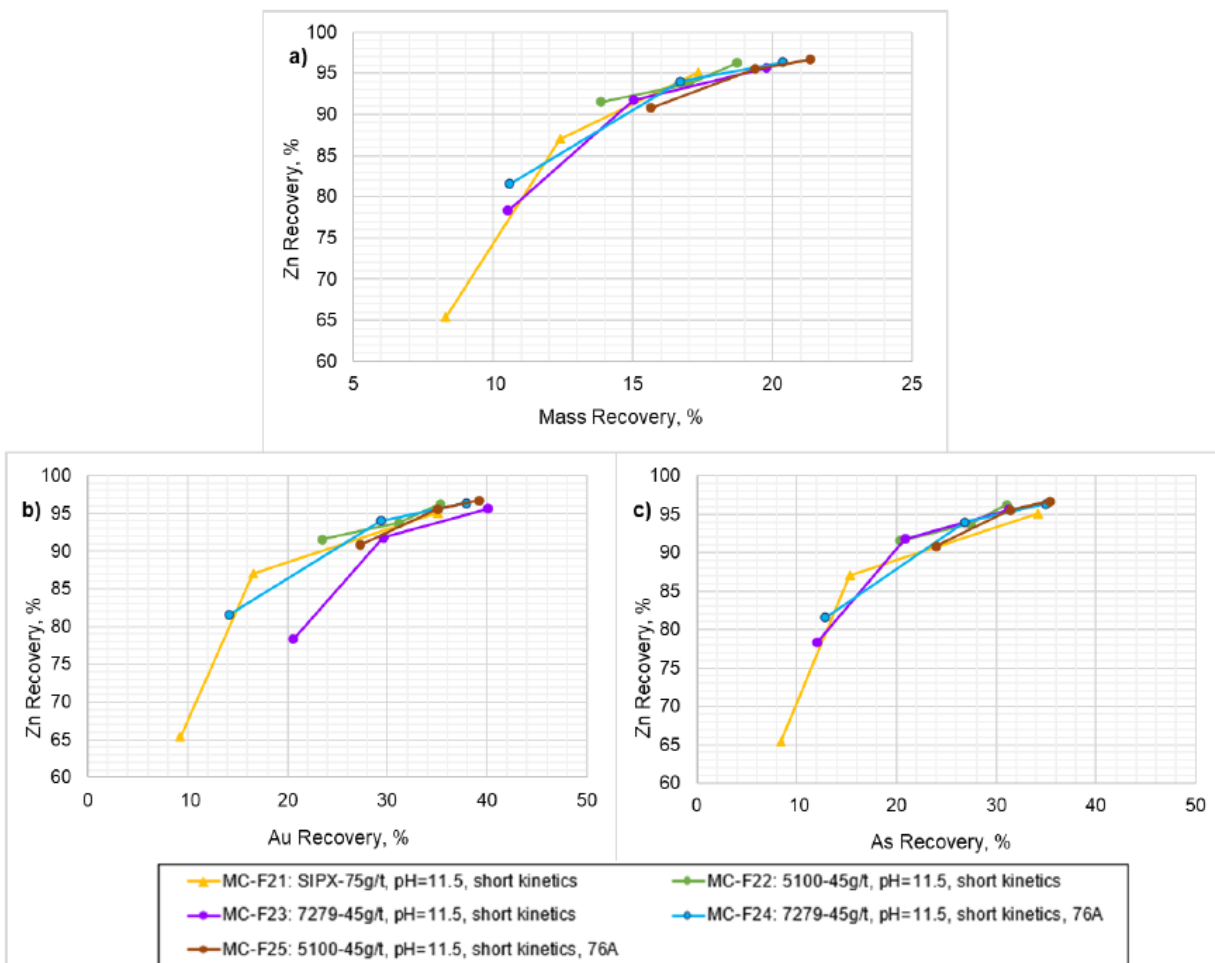 a)
100
95
90
85
80
75
70
65
60
Zn Recovery, %
5 10 15 20 25
Mass Recovery, %
b)
100
95
90
85
80
75
70
65
60
Zn Recovery, %
0 10 20 30 40 50
Au Recovery, %
c)
100
95
90
85
80
75
70
65
60
Zn Recovery, %
0 10 20 30 40 50
As Recovery, %
MC-F21: SIPX-75g/t, pH=11.5, short kinetics
MC-F22: 5100-45g/t, pH=11.5, short kinetics
MC-F23: 7279-45g/t, pH=11.5, short kinetics
MC-F24: 7279-45g/t, pH=11.5, short kinetics, 76A
MC-F25: 5100-45g/t, pH=11.5, short kinetics, 76A